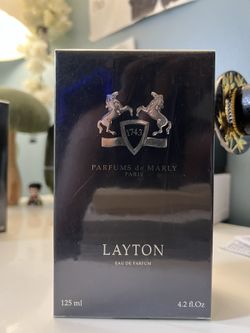 1743
PARFUMS de MARLY
PARIS
LAYTON
EAU DE PARFUM
125 ml 4.2 fl.Oz